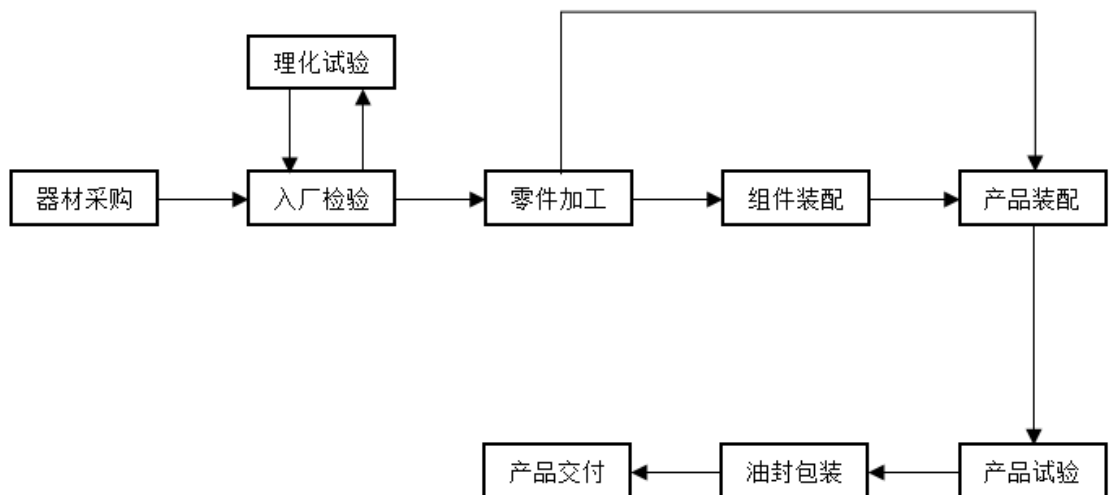 理化试验
器材采购
入厂检验
零件加工
组件装配
产品装配
产品交付
油封包装
产品试验